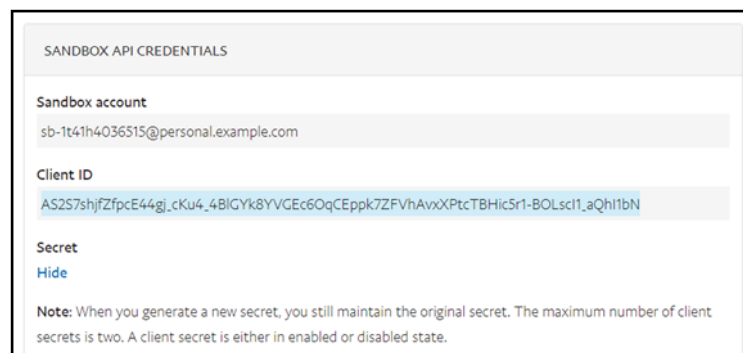 SANDBOX API CREDENTIALS
Sandbox account
sb-1t41h4036515@personal.example.com
Client ID
AS2S7shjfZfpcE44gj_cKu4_4BlGYk8YVGEc6OqCEppk7ZFVhAvxXPtcTBHic5r1-BOLscI1_aQhI1bN
Secret
Hide
Note: When you generate a new secret, you still maintain the original secret. The maximum number of client
secrets is two. A client secret is either in enabled or disabled state.